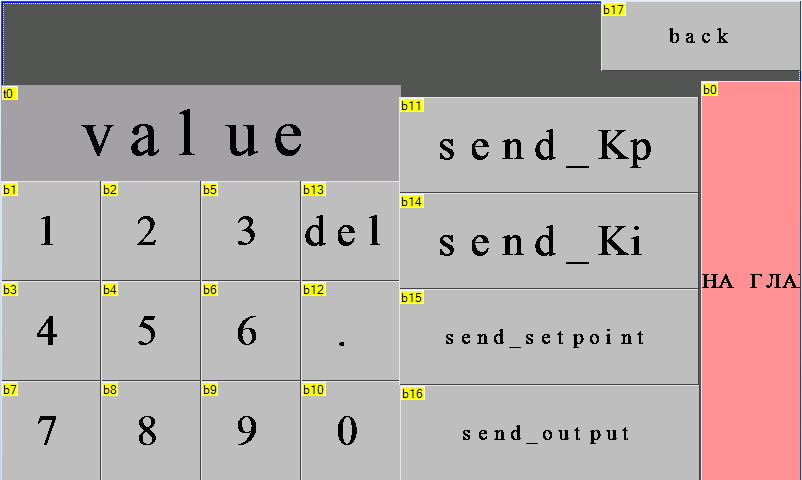 b17
back
t0
value
b11
send_Kp
b0
b1
1
b2
2
b5
3
b13
del
b14
send_Ki
НА ГЛА
b3
4
b4
5
b6
6
b12
.
b15
send_setpoint
b7
7
b8
8
b9
9
b10
0
b16
send_output